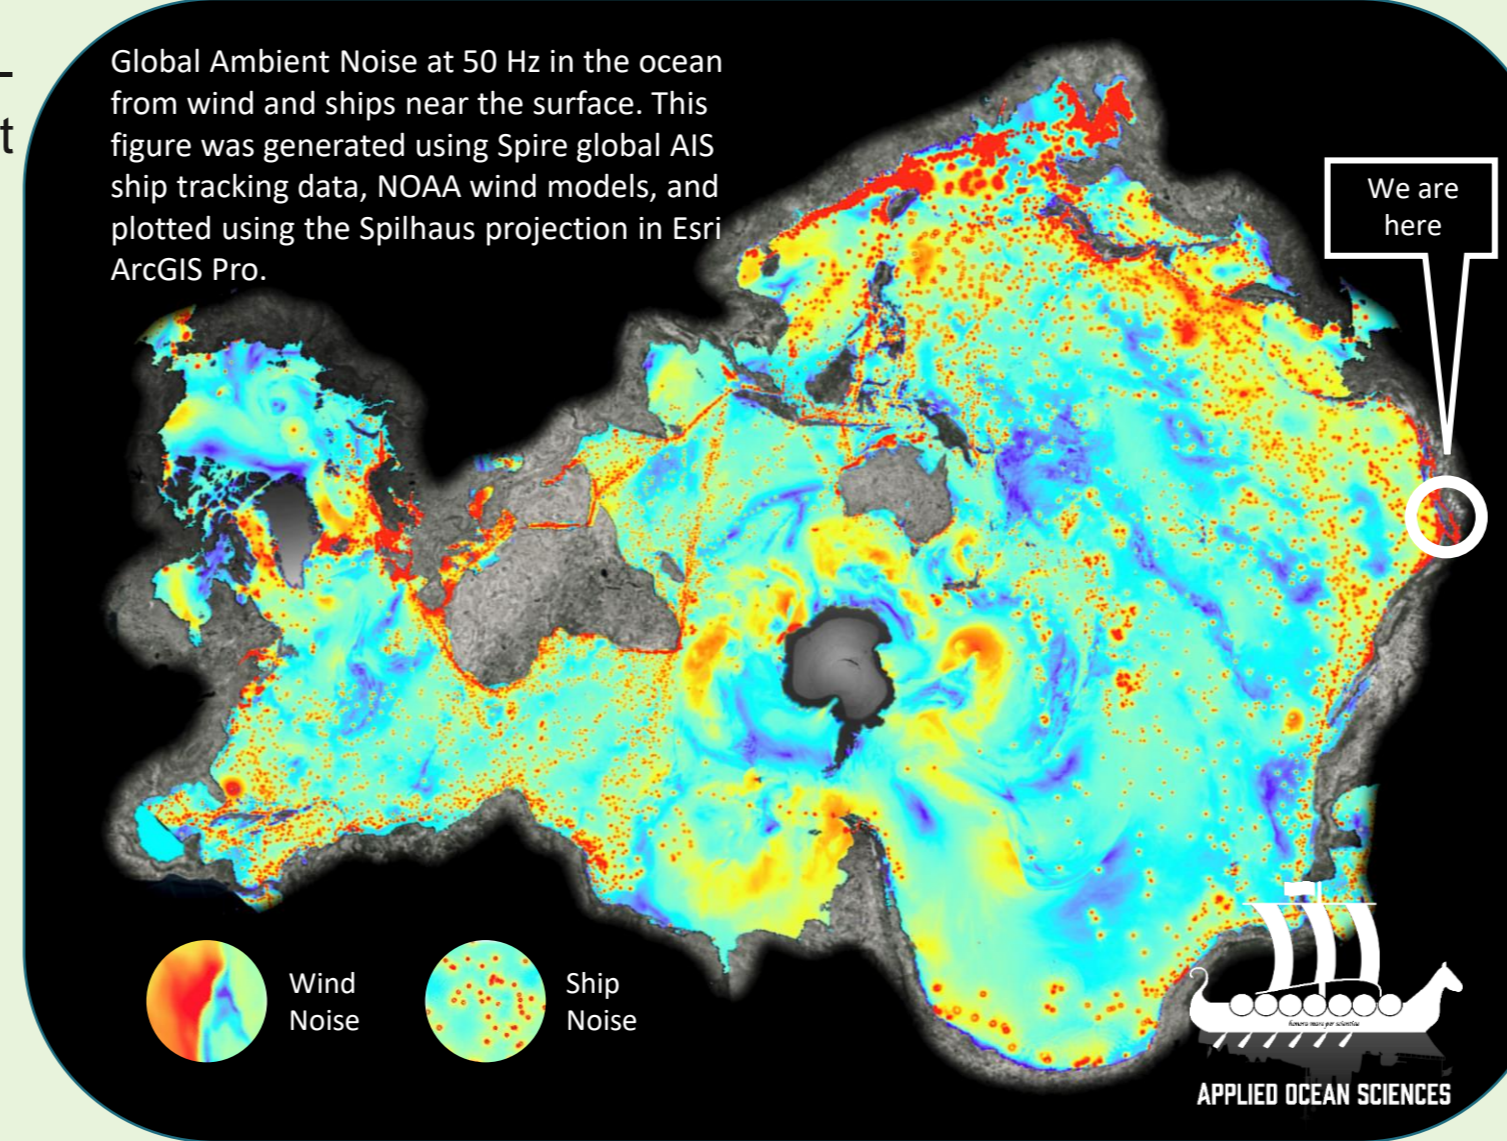 t
Global Ambient Noise at 50 Hz in the ocean
from wind and ships near the surface. This
figure was generated using Spire global AIS
ship tracking data, NOAA wind models, and
plotted using the Spilhaus projection in Esri
ArcGIS Pro.
We are
here
Wind
Noise
Ship
Noise
APPLIED OCEAN SCIENCES